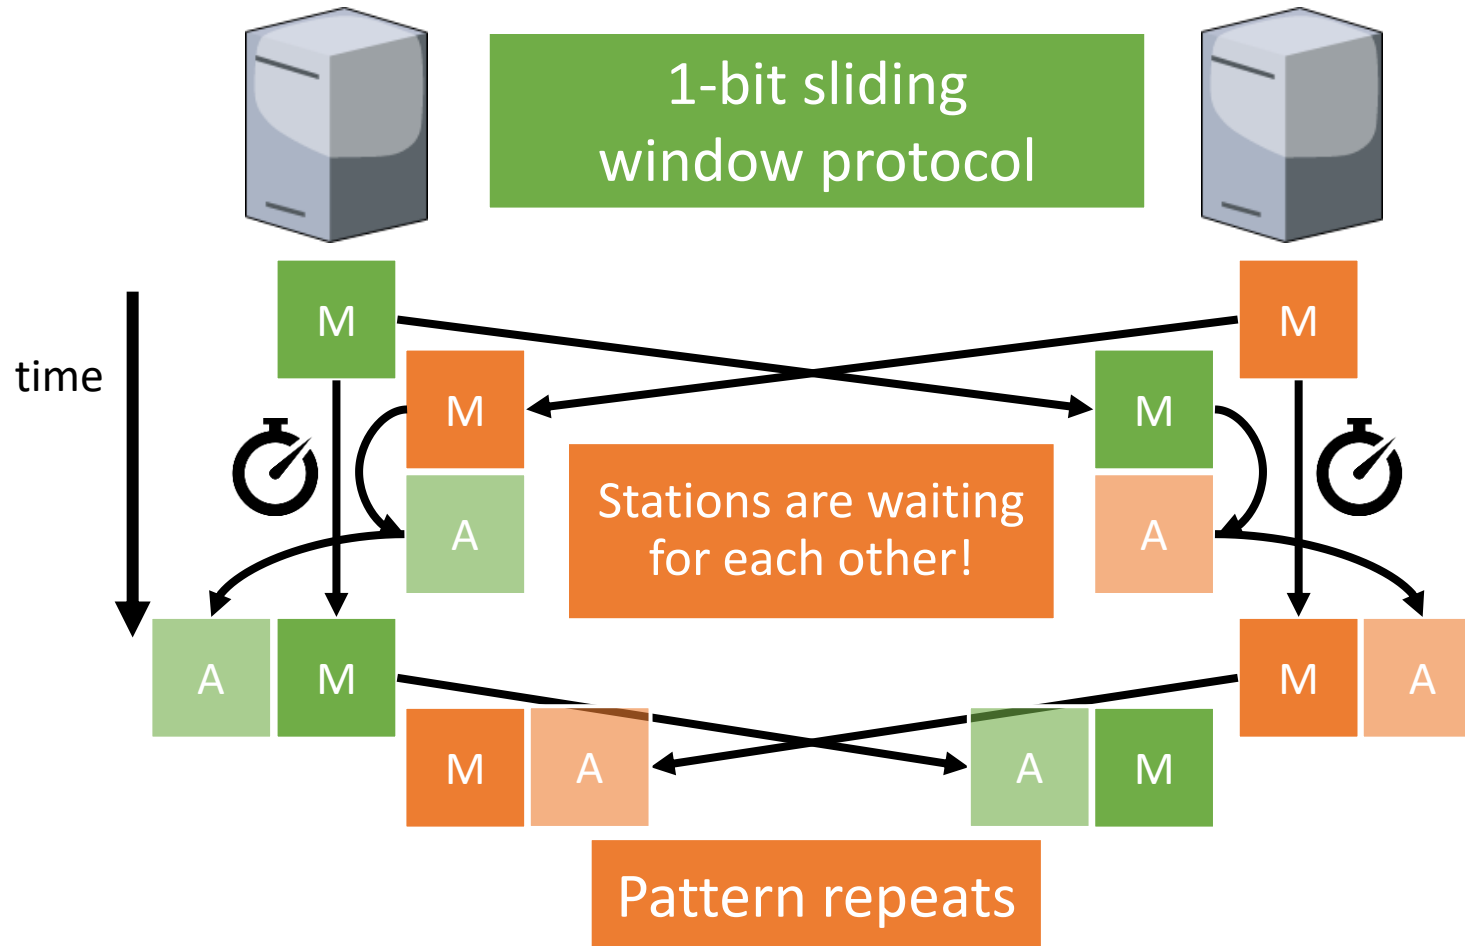 1-bit sliding
window protocol
M
M
time
M
M
Stations are waiting
for each other!
A
A
A
M
M
A
M
A
A
M
Pattern repeats